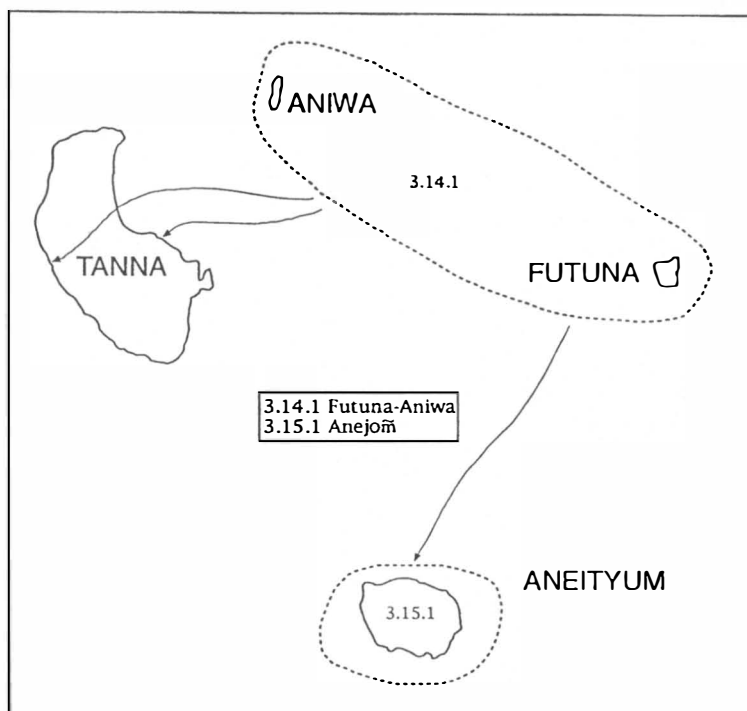 ANIWA
3.14.1
TANNA
FUTUNA
3.14.1 Futuna-Aniwa
3.15.1 Anejom̃
ANEITYUM
3.15.1